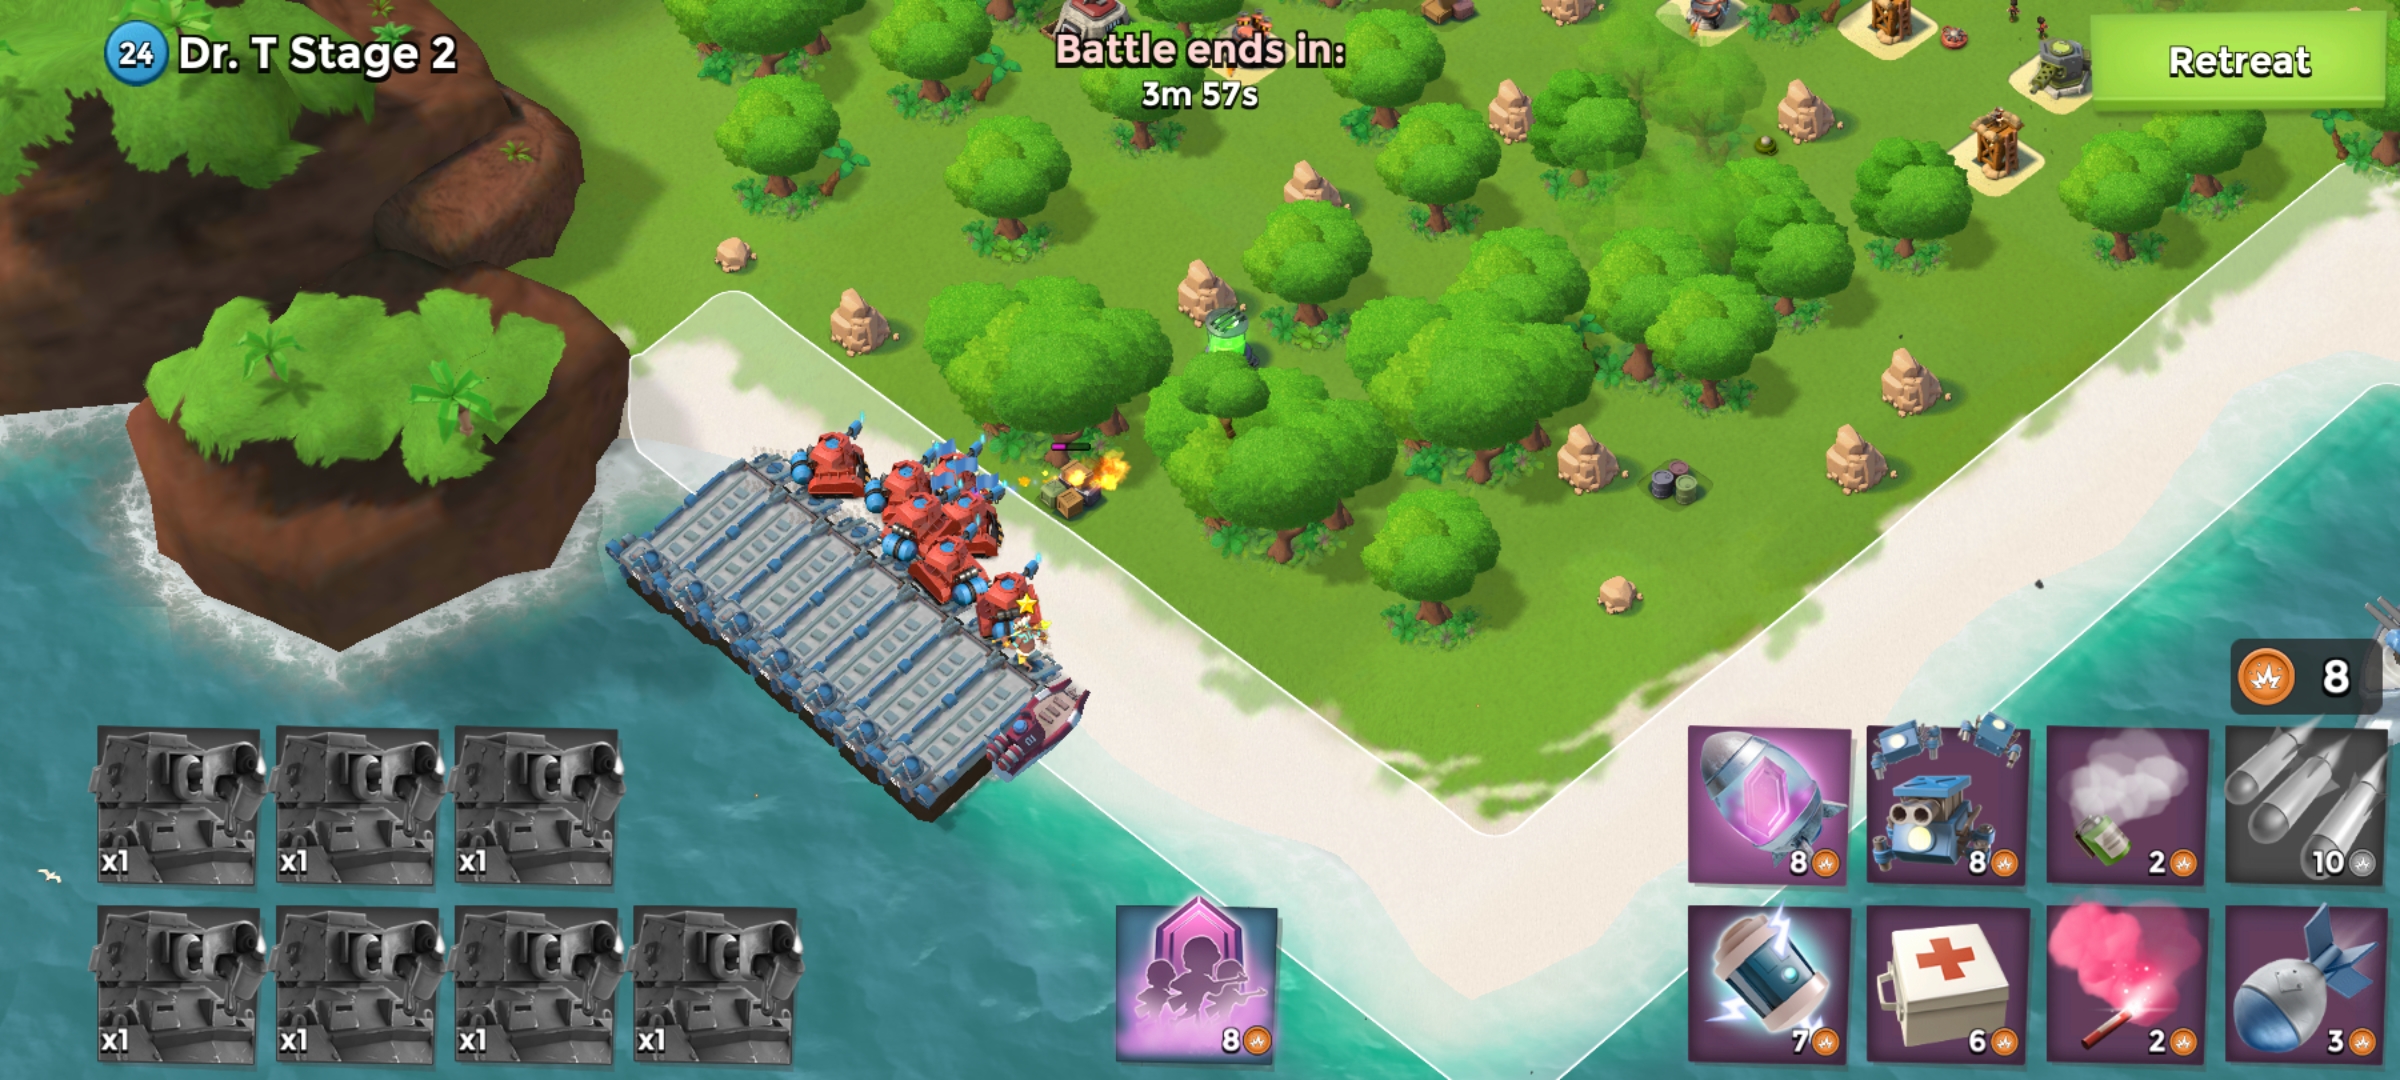 24 Dr. T Stage 2
Battle ends in:
3m 57s
Retreat
8
x1 x1 x1
8 8 2 10
x1 x1 x1 x1
8
7 6 2 3